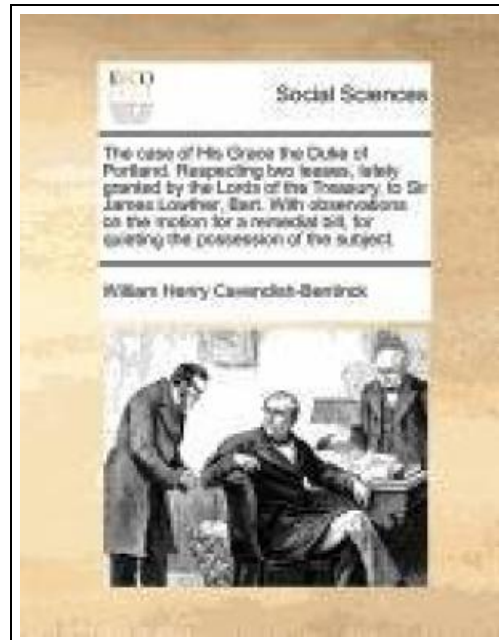 ECCO
Social Sciences
The case of His Grace the Duke of
Portland. Respecting two leases, lately
granted by the Lords of the Treasury, to Sir
James Lowther, Bart. With observations
on the motion for a remedial bill, for
quieting the possession of the subject.
William Henry Cavendish-Bentinck